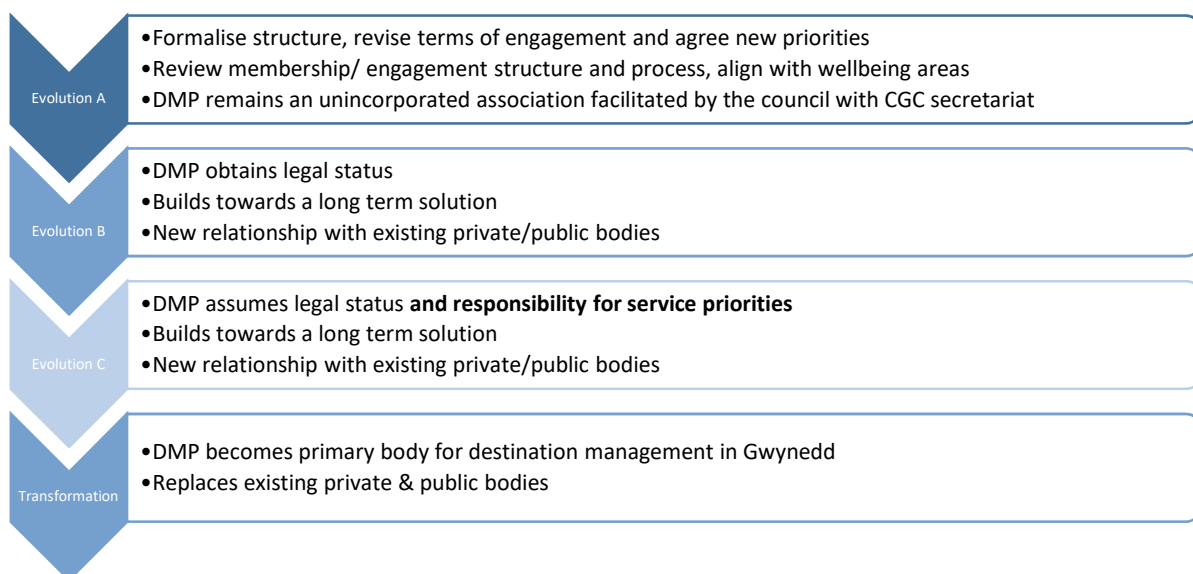 Evolution A
•Formalise structure, revise terms of engagement and agree new priorities
•Review membership/ engagement structure and process, align with wellbeing areas
•DMP remains an unincorporated association facilitated by the council with CGC secretariat
Evolution B
•DMP obtains legal status
•Builds towards a long term solution
•New relationship with existing private/public bodies
Evolution C
•DMP assumes legal status and responsibility for service priorities
•Builds towards a long term solution
•New relationship with existing private/public bodies
Transformation
•DMP becomes primary body for destination management in Gwynedd
•Replaces existing private & public bodies